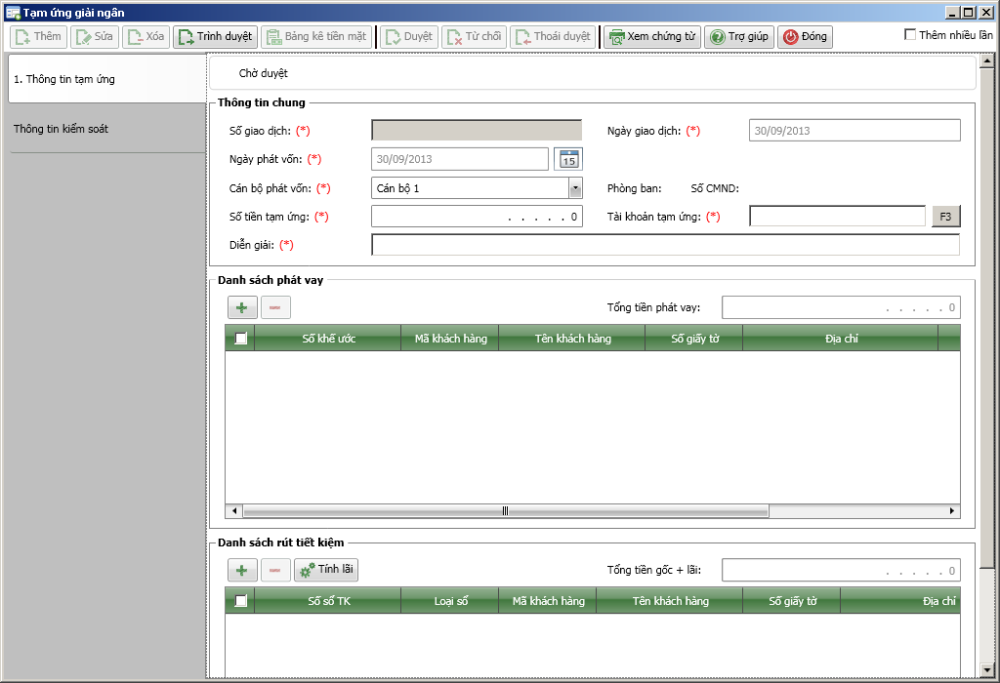 Tạm ứng giải ngân
Thêm Sửa Xóa Trình duyệt Bảng kê tiền mặt Duyệt Từ chối Thoái duyệt Xem chứng từ Trợ giúp Đóng Thêm nhiều lần
1. Thông tin tạm ứng
Thông tin kiểm soát
Chờ duyệt
Thông tin chung
Số giao dịch: (*) Ngày giao dịch: (*) 30/09/2013
Ngày phát vốn: (*) 30/09/2013 15
Cán bộ phát vốn: (*) Cán bộ 1 Phòng ban: Số CMND:
Số tiền tạm ứng: (*) . . . . . 0 Tài khoản tạm ứng: (*) F3
Diễn giải: (*)
Danh sách phát vay
Tổng tiền phát vay: . . . . . 0
Số khế ước Mã khách hàng Tên khách hàng Số giấy tờ Địa chỉ
Danh sách rút tiết kiệm
Tính lãi Tổng tiền gốc + lãi: . . . . . 0
Số sổ TK Loại sổ Mã khách hàng Tên khách hàng Số giấy tờ Địa chỉ